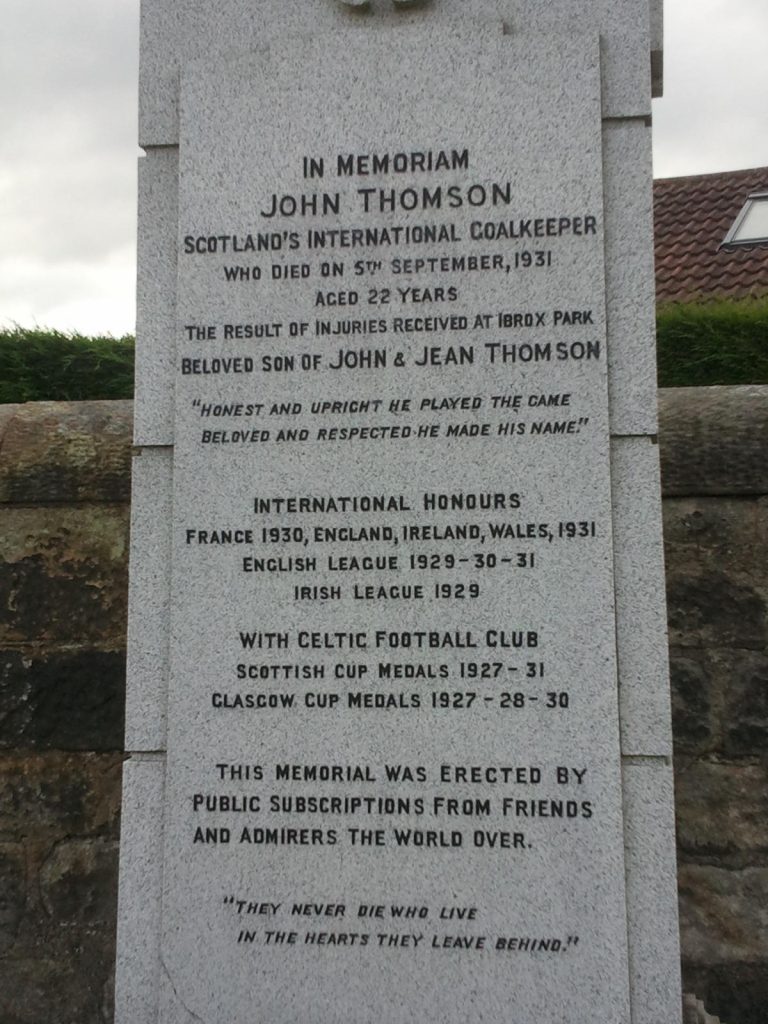 IN MEMORIAM
JOHN THOMSON
SCOTLAND'S INTERNATIONAL GOALKEEPER
WHO DIED ON 5TH SEPTEMBER, 1931
AGED 22 YEARS
THE RESULT OF INJURIES RECEIVED AT IBROX PARK
BELOVED SON OF JOHN & JEAN THOMSON
"HONEST AND UPRIGHT HE PLAYED THE GAME
BELOVED AND RESPECTED·HE MADE HIS NAME."
INTERNATIONAL HONOURS
FRANCE 1930, ENGLAND, IRELAND, WALES, 1931
ENGLISH LEAGUE 1929-30-31
IRISH LEAGUE 1929
WITH CELTIC FOOTBALL CLUB
SCOTTISH CUP MEDALS 1927-31
GLASGOW CUP MEDALS 1927-28-30
THIS MEMORIAL WAS ERECTED BY
PUBLIC SUBSCRIPTIONS FROM FRIENDS
AND ADMIRERS THE WORLD OVER.
"THEY NEVER DIE WHO LIVE
IN THE HEARTS THEY LEAVE BEHIND."